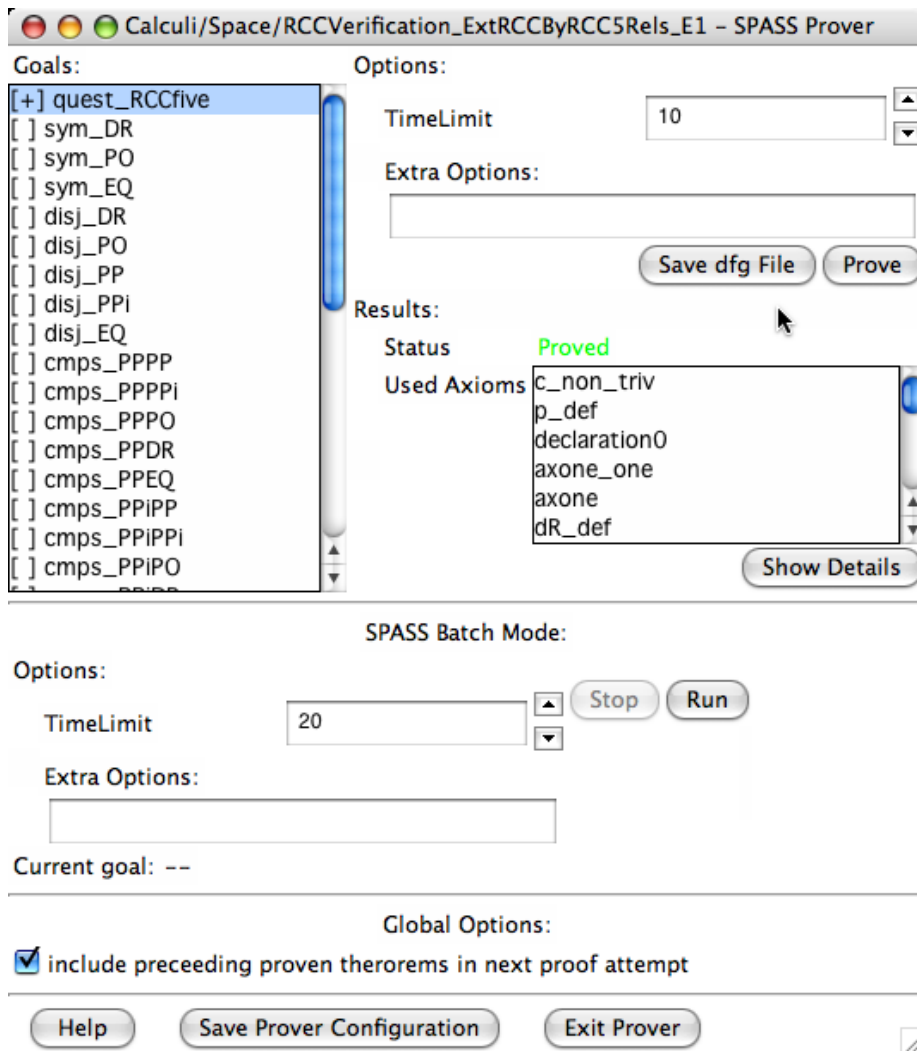 Calculi/Space/RCCVerification_ExtRCCByRCC5Rels_E1 – SPASS Prover
Goals:
[+] quest_RCCfive
[ ] sym_DR
[ ] sym_PO
[ ] sym_EQ
[ ] disj_DR
[ ] disj_PO
[ ] disj_PP
[ ] disj_PPi
[ ] disj_EQ
[ ] cmps_PPPP
[ ] cmps_PPPPi
[ ] cmps_PPPO
[ ] cmps_PPDR
[ ] cmps_PPEQ
[ ] cmps_PPiPP
[ ] cmps_PPiPPi
[ ] cmps_PPiPO
Options:
TimeLimit 10
Extra Options:
Save dfg File Prove
Results:
Status Proved
Used Axioms c_non_triv
p_def
declaration0
axone_one
axone
dR_def
Show Details
SPASS Batch Mode:
Options:
TimeLimit 20 Stop Run
Extra Options:
Current goal: --
Global Options:
include preceeding proven therorems in next proof attempt
Help Save Prover Configuration Exit Prover